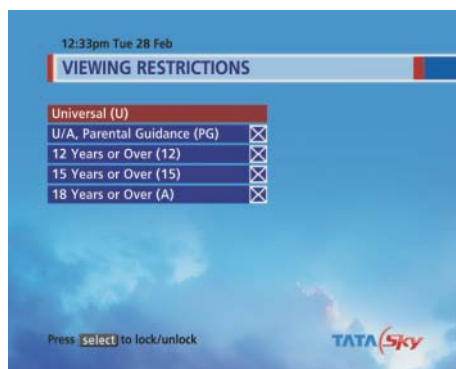 12:33pm Tue 28 Feb
VIEWING RESTRICTIONS
Universal (U)
U/A, Parental Guidance (PG)
12 Years or Over (12)
15 Years or Over (15)
18 Years or Over (A)
Press select to lock/unlock
TATA Sky